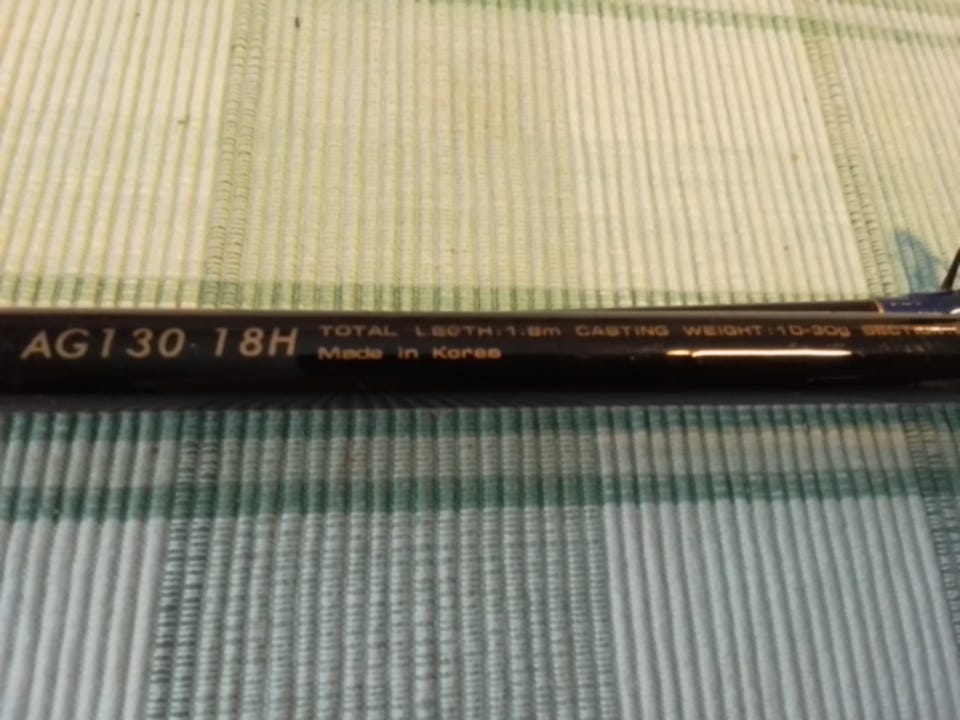 AG130-18H
TOTAL LEGTH:1.8m CASTING WEIGHT:10-30g
Made in Korea